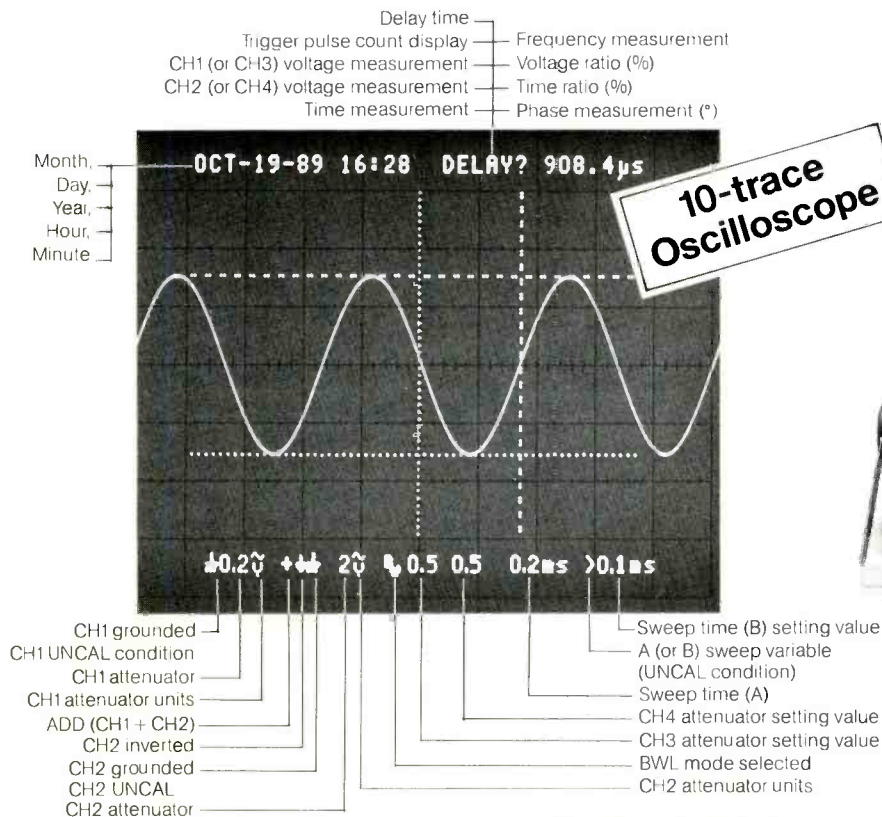 Delay time
Trigger pulse count display
Frequency measurement
CH1 (or CH3) voltage measurement
Voltage ratio (%)
CH2 (or CH4) voltage measurement
Time ratio (%)
Time measurement
Phase measurement (°)
Month,
Day,
Year,
Hour,
Minute
OCT-19-89 16:28 DELAY? 908.4µs
10-trace
Oscilloscope
0.2 + 2 0.5 0.5 0.2ms >0.1ms
CH1 grounded
CH1 UNCAL condition
CH1 attenuator
CH1 attenuator units
ADD (CH1 + CH2)
CH2 inverted
CH2 grounded
CH2 UNCAL
CH2 attenuator
Sweep time (B) setting value
A (or B) sweep variable
(UNCAL condition)
Sweep time (A)
CH4 attenuator setting value
CH3 attenuator setting value
BWL mode selected
CH2 attenuator units